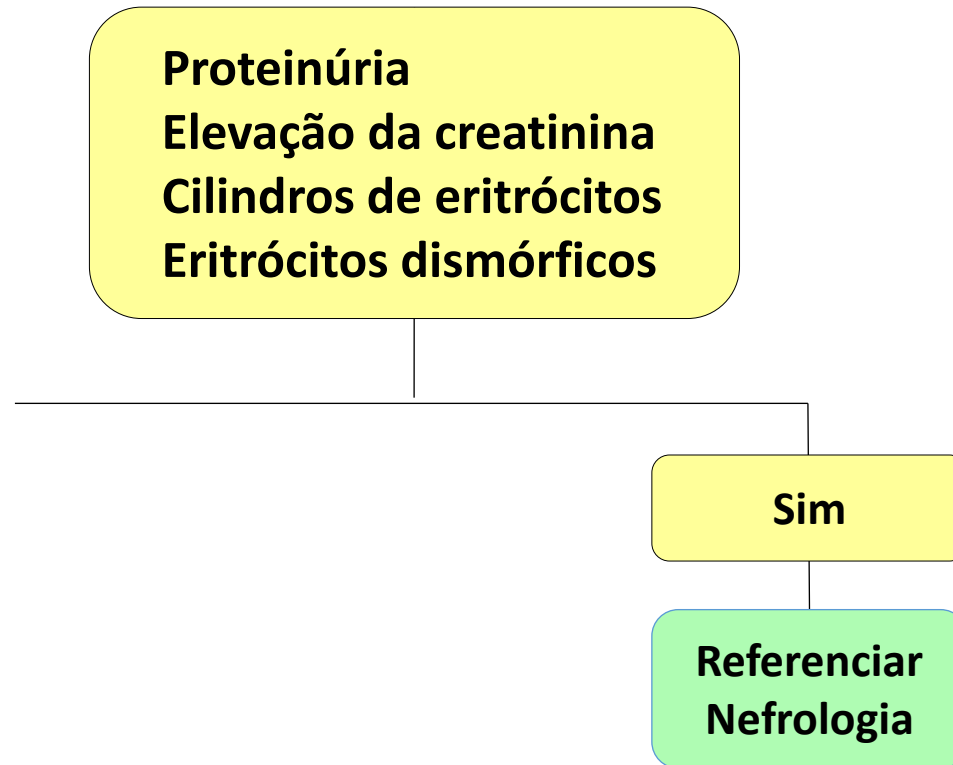 Proteinúria
Elevação da creatinina
Cilindros de eritrócitos
Eritrócitos dismórficos
Sim
Referenciar
Nefrologia